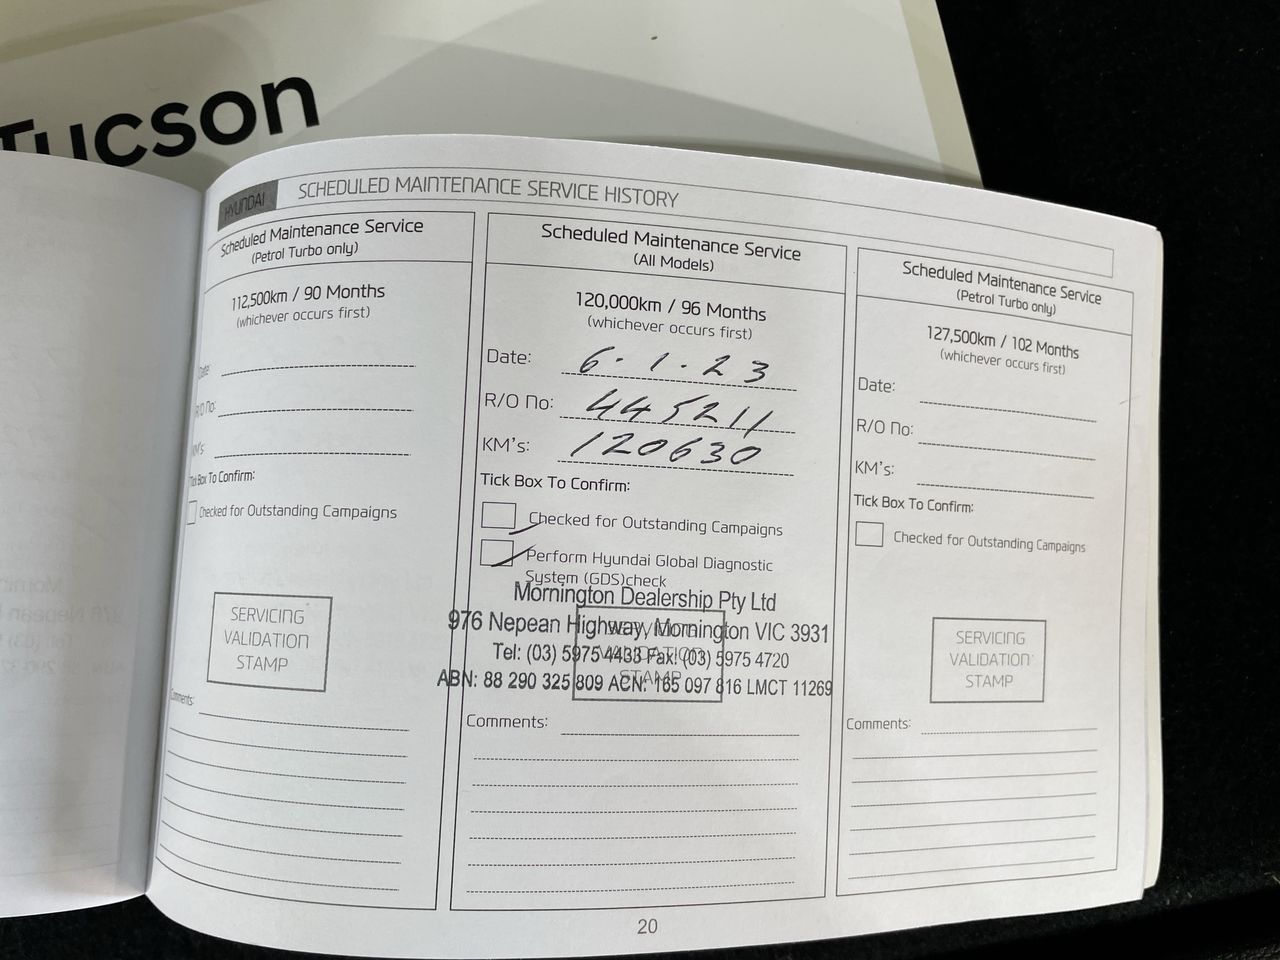 Tucson
HYUNDAI
SCHEDULED MAINTENANCE SERVICE HISTORY
Scheduled Maintenance Service
(Petrol Turbo only)
112,500km / 90 Months
(whichever occurs first)
Date:
R/O No:
KM's:
Tick Box To Confirm:
Checked for Outstanding Campaigns
SERVICING
VALIDATION
STAMP
Comments:
Scheduled Maintenance Service
(All Models)
120,000km / 96 Months
(whichever occurs first)
Date: 6.1.23
R/O No: 445211
KM's: 120630
Tick Box To Confirm:
Checked for Outstanding Campaigns
Perform Hyundai Global Diagnostic
System (GDS)check
Mornington Dealership Pty Ltd
976 Nepean Highway, Mornington VIC 3931
Tel: (03) 5975 4433 Fax: (03) 5975 4720
ABN: 88 290 325 809 ACN: 165 097 816 LMCT 11269
SERVICING
VALIDATION
STAMP
Comments:
Scheduled Maintenance Service
(Petrol Turbo only)
127,500km / 102 Months
(whichever occurs first)
Date:
R/O No:
KM's:
Tick Box To Confirm:
Checked for Outstanding Campaigns
SERVICING
VALIDATION
STAMP
Comments:
20